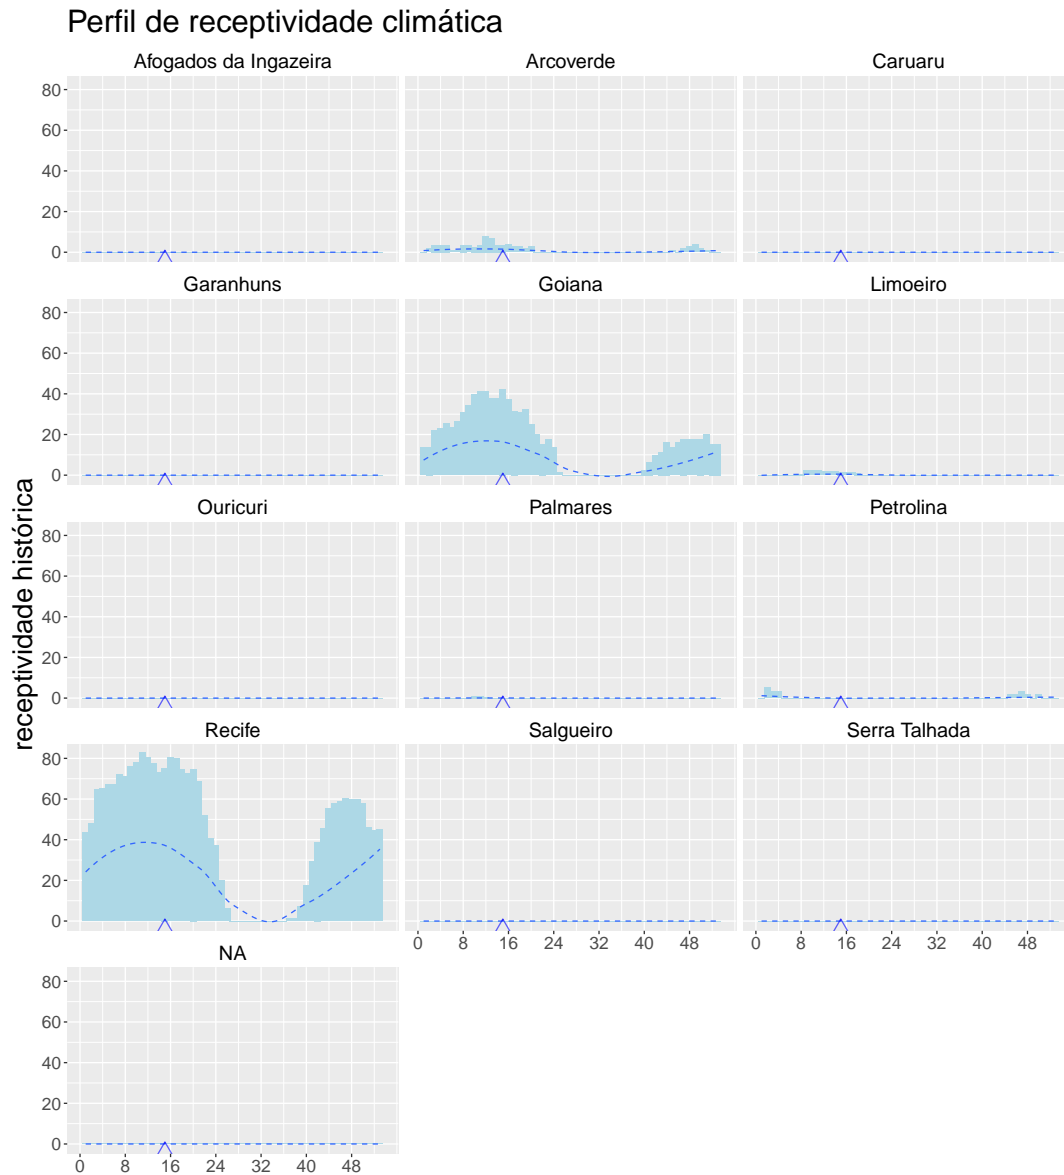 Perfil de receptividade climática
Afogados da Ingazeira
Arcoverde
Caruaru
80
60
40
20
0
Garanhuns
Goiana
Limoeiro
80
60
40
20
0
receptividade histórica
Ouricuri
Palmares
Petrolina
80
60
40
20
0
Recife
Salgueiro
Serra Talhada
80
60
40
20
0
0 8 16 24 32 40 48
0 8 16 24 32 40 48
NA
80
60
40
20
0
0 8 16 24 32 40 48